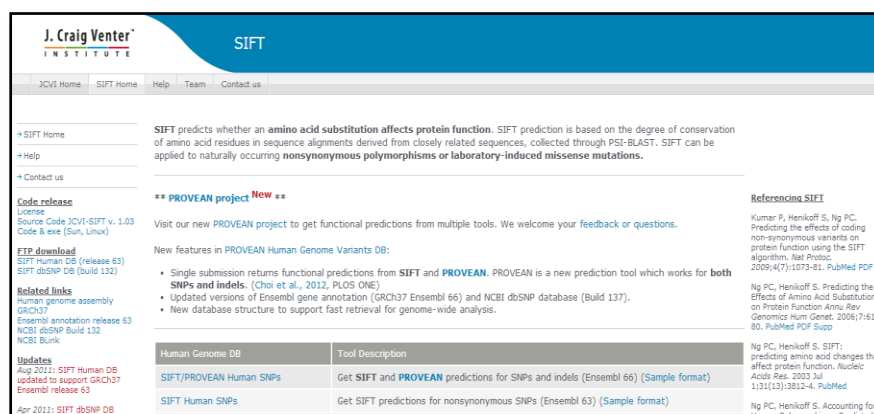 J. Craig Venter™
INSTITUTE
SIFT
JCVI Home SIFT Home Help Team Contact us
→ SIFT Home
→ Help
→ Contact us
Code release
License
Source Code JCVI-SIFT v. 1.03
Code & exe (Sun, Linux)
FTP download
SIFT Human DB (release 63)
SIFT dbSNP DB (build 132)
Related links
Human genome assembly
GRCh37
Ensembl annotation release 63
NCBI dbSNP Build 132
NCBI BLink
Updates
Aug 2011: SIFT Human DB
updated to support GRCh37
Ensembl release 63
Apr 2011: SIFT dbSNP DB
SIFT predicts whether an amino acid substitution affects protein function. SIFT prediction is based on the degree of conservation
of amino acid residues in sequence alignments derived from closely related sequences, collected through PSI-BLAST. SIFT can be
applied to naturally occurring nonsynonymous polymorphisms or laboratory-induced missense mutations.
** PROVEAN project New **
Visit our new PROVEAN project to get functional predictions from multiple tools. We welcome your feedback or questions.
New features in PROVEAN Human Genome Variants DB:
• Single submission returns functional predictions from SIFT and PROVEAN. PROVEAN is a new prediction tool which works for both
SNPs and indels. (Choi et al., 2012, PLOS ONE)
• Updated versions of Ensembl gene annotation (GRCh37 Ensembl 66) and NCBI dbSNP database (Build 137).
• New database structure to support fast retrieval for genome-wide analysis.
Human Genome DB Tool Description
SIFT/PROVEAN Human SNPs Get SIFT and PROVEAN predictions for SNPs and indels (Ensembl 66) (Sample format)
SIFT Human SNPs Get SIFT predictions for nonsynonymous SNPs (Ensembl 63) (Sample format)
Referencing SIFT
Kumar P, Henikoff S, Ng PC.
Predicting the effects of coding
non-synonymous variants on
protein function using the SIFT
algorithm. Nat Protoc.
2009;4(7):1073-81. PubMed PDF
Ng PC, Henikoff S. Predicting the
Effects of Amino Acid Substitution
on Protein Function Annu Rev
Genomics Hum Genet. 2006;7:61
80. PubMed PDF Supp
Ng PC, Henikoff S. SIFT:
predicting amino acid changes th
affect protein function. Nucleic
Acids Res. 2003 Jul
1;31(13):3812-4. PubMed
Ng PC, Henikoff S. Accounting for